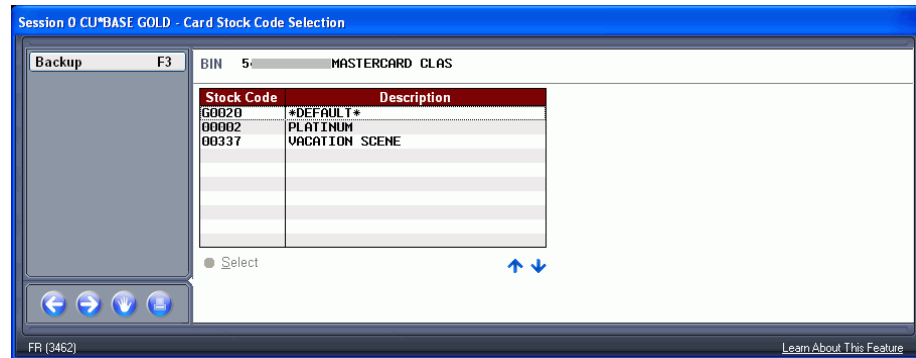 Session 0 CU*BASE GOLD - Card Stock Code Selection
Backup F3
BIN 5 MASTERCARD CLAS
Stock Code Description
G0020 *DEFAULT*
00002 PLATINUM
00337 VACATION SCENE
Select
FR (3462)
Learn About This Feature